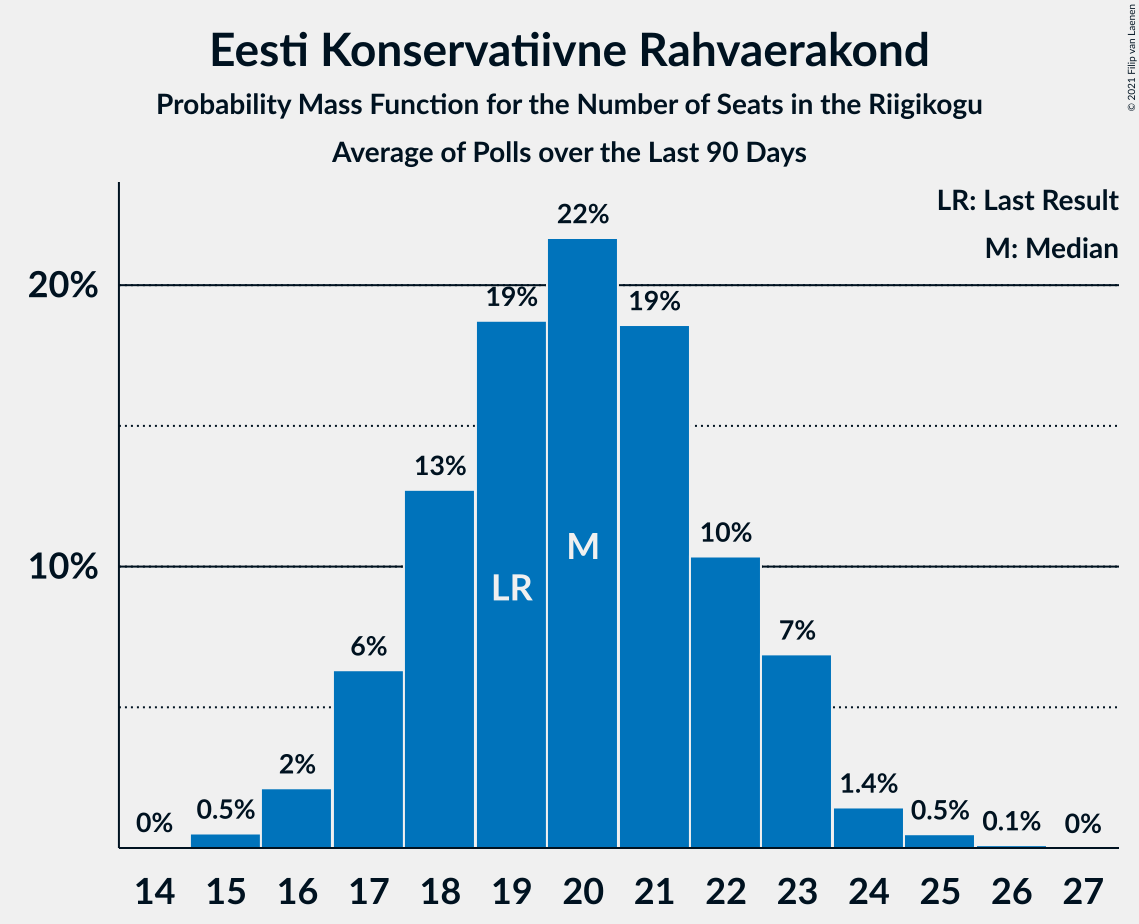 Eesti Konservatiivne Rahvaerakond
Probability Mass Function for the Number of Seats in the Riigikogu
Average of Polls over the Last 90 Days
© 2021 Filip van Laenen
LR: Last Result
M: Median
20%
10%
0%
0.5%
2%
6%
13%
19%
22%
19%
10%
7%
1.4%
0.5%
0.1%
0%
LR
M
14 15 16 17 18 19 20 21 22 23 24 25 26 27